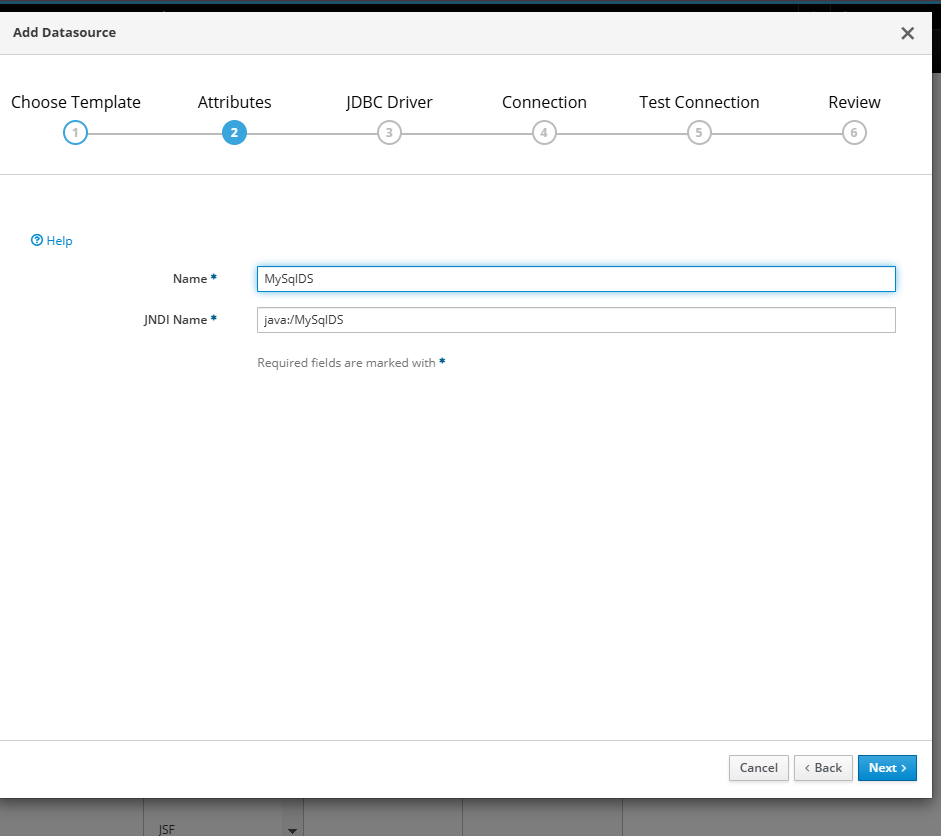 Add Datasource
Choose Template Attributes JDBC Driver Connection Test Connection Review
1 2 3 4 5 6
Help
Name *
MySqlDS
JNDI Name *
java:/MySqlDS
Required fields are marked with *
Cancel
< Back
Next >
JSF